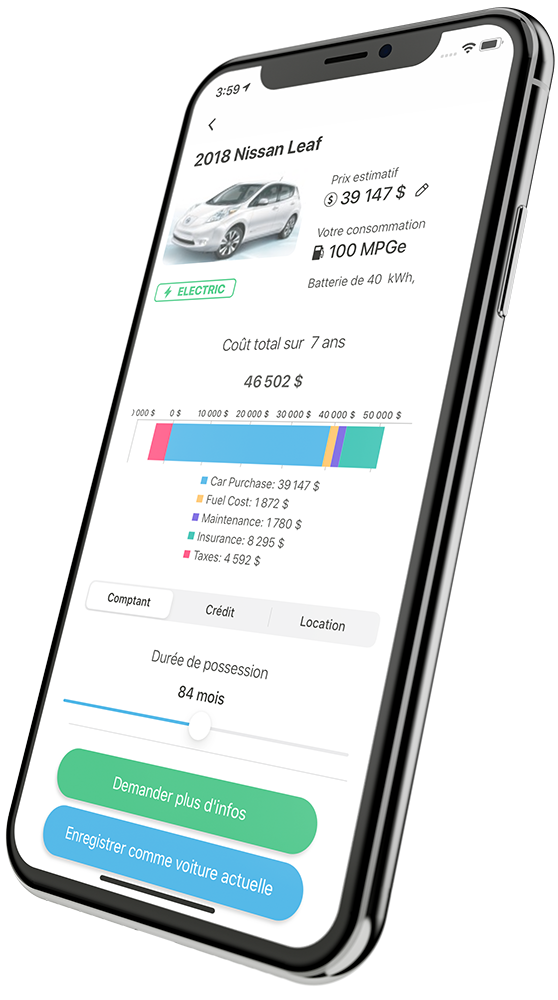 3:59
2018 Nissan Leaf
Prix estimatif
39 147 $
Votre consommation
100 MPGe
Batterie de 40 kWh,
ELECTRIC
Coût total sur 7 ans
46 502 $
000 $ 0 $ 10 000 $ 20 000 $ 30 000 $ 40 000 $ 50 000 $
Car Purchase: 39 147 $
Fuel Cost: 1 872 $
Maintenance: 1 780 $
Insurance: 8 295 $
Taxes: 4 592 $
Comptant Crédit Location
Durée de possession
84 mois
Demander plus d'infos
Enregistrer comme voiture actuelle